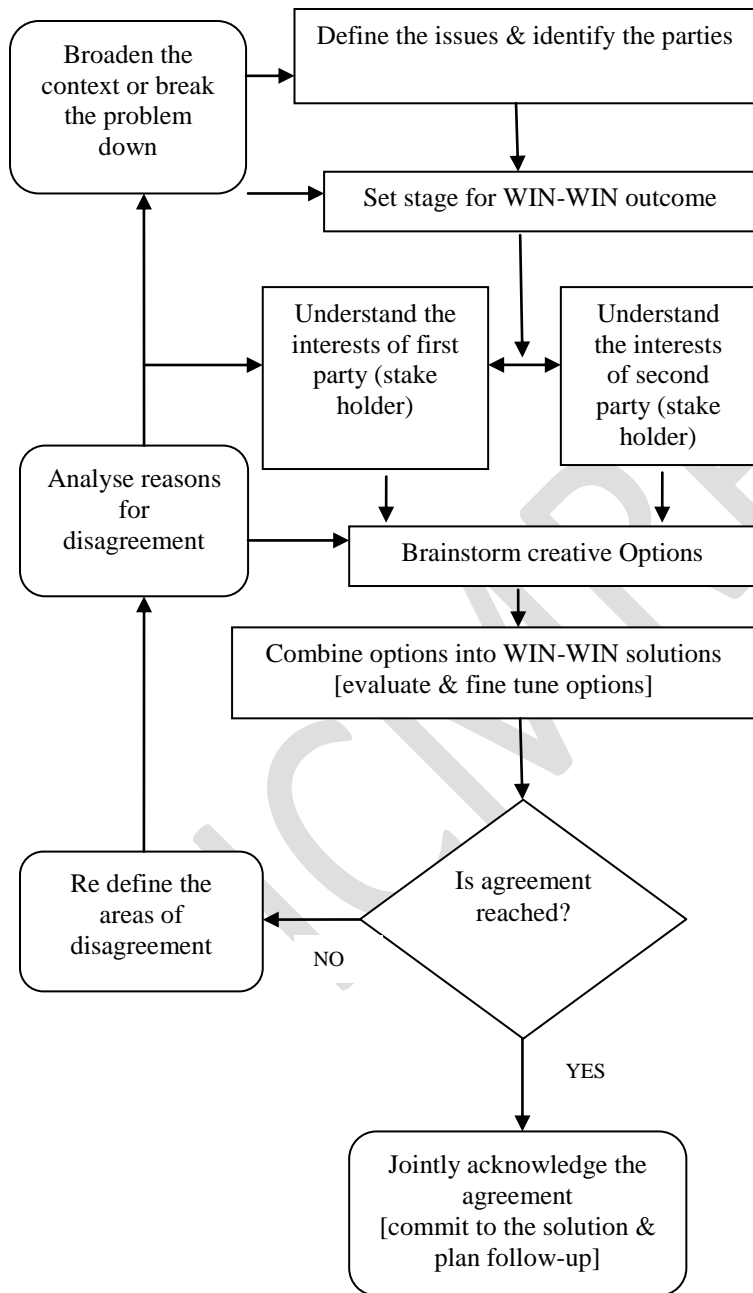 Broaden the
context or break
the problem
down
Define the issues & identify the parties
Set stage for WIN-WIN outcome
Understand the
interests of first
party (stake
holder)
Understand
the interests
of second
party (stake
holder)
Analyse reasons
for
disagreement
Brainstorm creative Options
Combine options into WIN-WIN solutions
[evaluate & fine tune options]
Is agreement
reached?
Re define the
areas of
disagreement
NO
YES
Jointly acknowledge the
agreement
[commit to the solution &
plan follow-up]